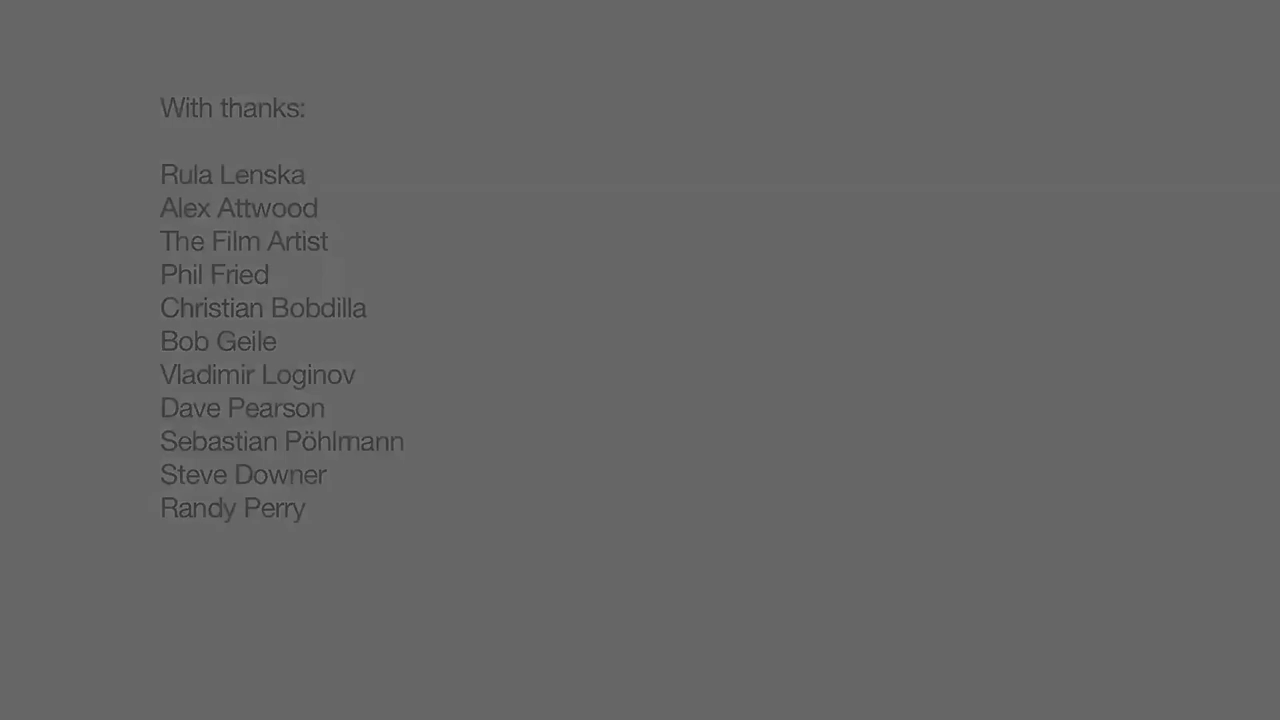 With thanks:
Rula Lenska
Alex Attwood
The Film Artist
Phil Fried
Christian Bobdilla
Bob Geile
Vladimir Loginov
Dave Pearson
Sebastian Pöhlmann
Steve Downer
Randy Perry